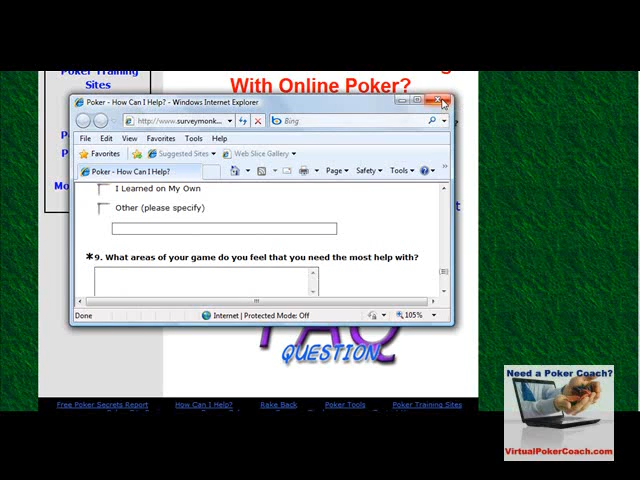 Poker Training
Sites
With Online Poker?
Poker - How Can I Help? - Windows Internet Explorer
http://www.surveymonk...
Bing
File Edit View Favorites Tools Help
Favorites Suggested Sites Web Slice Gallery
Poker - How Can I Help?
Page Safety Tools
I Learned on My Own
Other (please specify)
*9. What areas of your game do you feel that you need the most help with?
Done
Internet | Protected Mode: Off
105%
FAQ
QUESTION
Free Poker Secrets Report How Can I Help? Rake Back Poker Tools Poker Training Sites
Need a Poker Coach?
VirtualPokerCoach.com